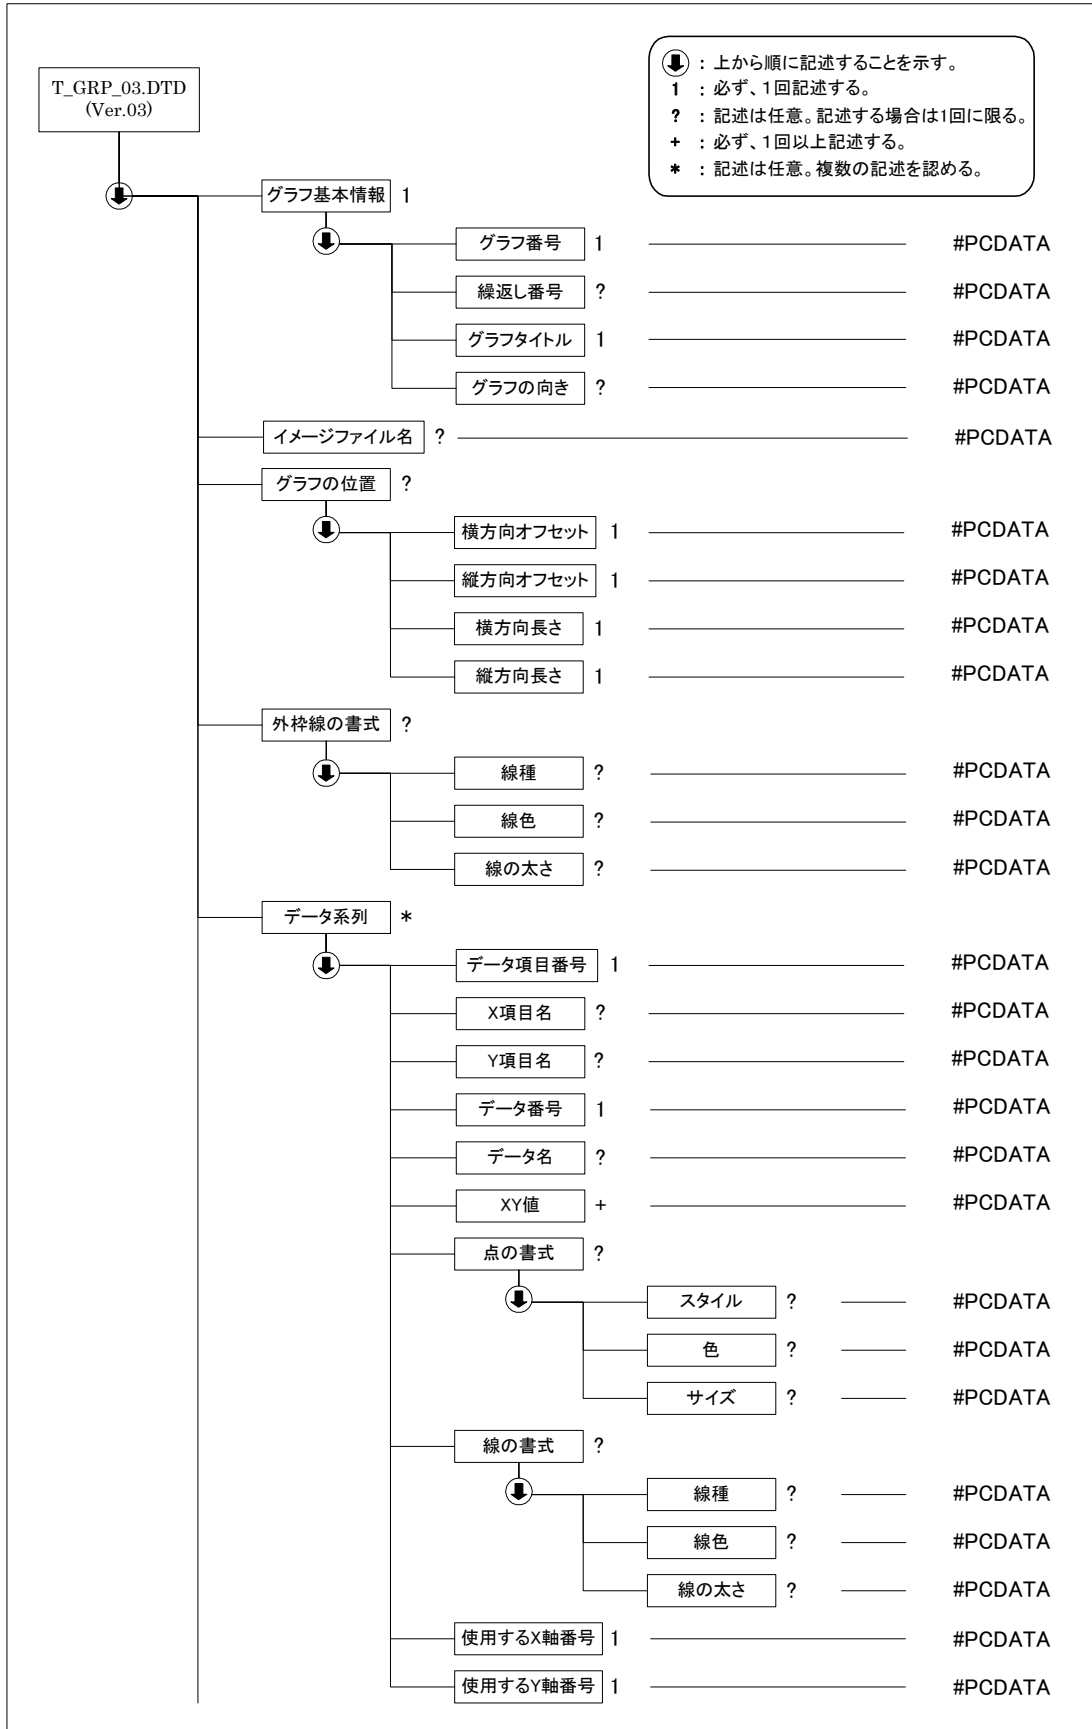 T_GRP_03.DTD
(Ver.03)
: 上から順に記述することを示す。
1 : 必ず、1回記述する。
? : 記述は任意。記述する場合は1回に限る。
+ : 必ず、1回以上記述する。
* : 記述は任意。複数の記述を認める。
グラフ基本情報 1
グラフ番号 1 #PCDATA
繰返し番号 ? #PCDATA
グラフタイトル 1 #PCDATA
グラフの向き ? #PCDATA
イメージファイル名 ? #PCDATA
グラフの位置 ?
横方向オフセット 1 #PCDATA
縦方向オフセット 1 #PCDATA
横方向長さ 1 #PCDATA
縦方向長さ 1 #PCDATA
外枠線の書式 ?
線種 ? #PCDATA
線色 ? #PCDATA
線の太さ ? #PCDATA
データ系列 *
データ項目番号 1 #PCDATA
X項目名 ? #PCDATA
Y項目名 ? #PCDATA
データ番号 1 #PCDATA
データ名 ? #PCDATA
XY値 + #PCDATA
点の書式 ?
スタイル ? #PCDATA
色 ? #PCDATA
サイズ ? #PCDATA
線の書式 ?
線種 ? #PCDATA
線色 ? #PCDATA
線の太さ ? #PCDATA
使用するX軸番号 1 #PCDATA
使用するY軸番号 1 #PCDATA